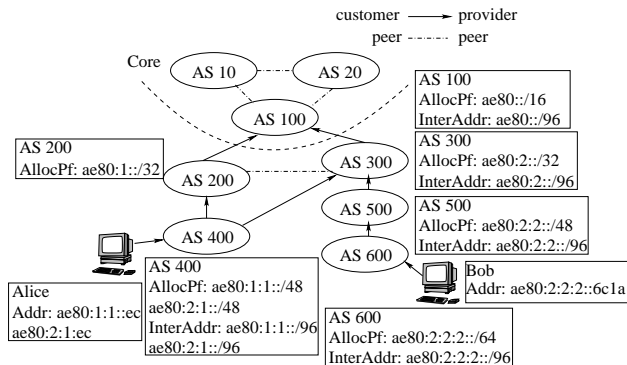 customer provider
peer peer
Core
AS 10
AS 20
AS 100
AS 100
AllocPf: ae80::/16
InterAddr: ae80::/96
AS 200
AllocPf: ae80:1::/32
AS 300
AllocPf: ae80:2::/32
InterAddr: ae80:2::/96
AS 200
AS 300
AS 500
AllocPf: ae80:2:2::/48
InterAddr: ae80:2:2::/96
AS 500
AS 400
AS 600
Alice
Addr: ae80:1:1::ec
ae80:2:1:ec
AS 400
AllocPf: ae80:1:1::/48
ae80:2:1::/48
InterAddr: ae80:1:1::/96
ae80:2:1::/96
Bob
Addr: ae80:2:2:2::6c1a
AS 600
AllocPf: ae80:2:2:2::/64
InterAddr: ae80:2:2:2::/96